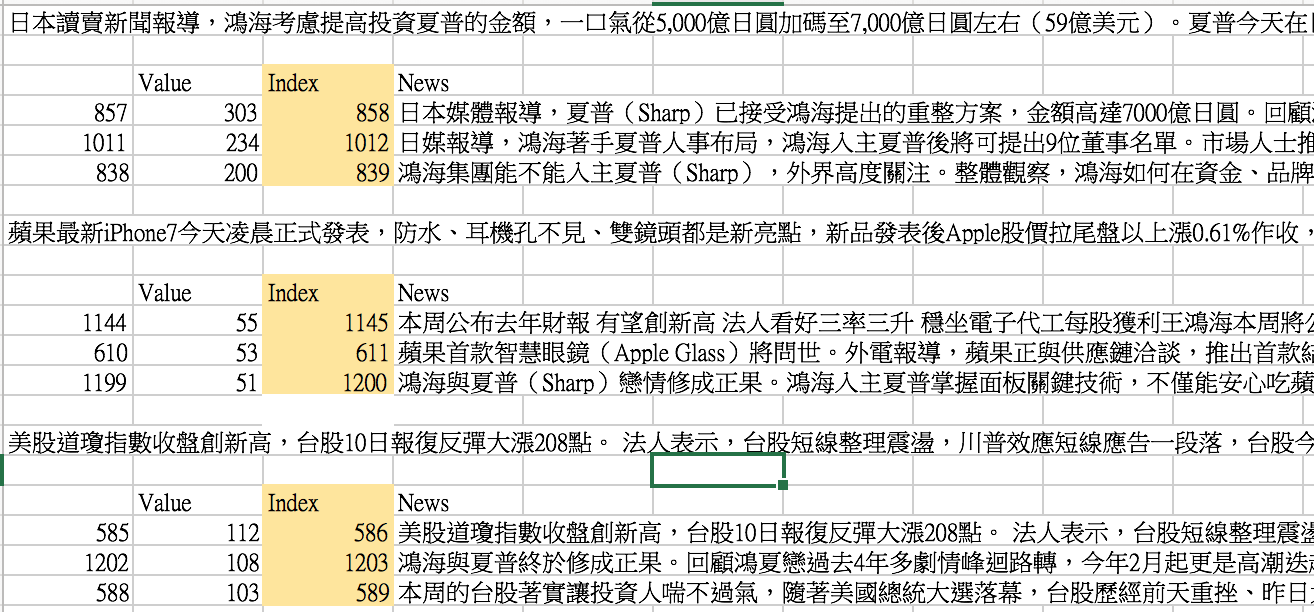 日本讀賣新聞報導，鴻海考慮提高投資夏普的金額，一口氣從5,000億日圓加碼至7,000億日圓左右（59億美元）。夏普今天在
Value Index News
857 303 858 日本媒體報導，夏普（Sharp）已接受鴻海提出的重整方案，金額高達7000億日圓。回顧
1011 234 1012 日媒報導，鴻海著手夏普人事布局，鴻海入主夏普後將可提出9位董事名單。市場人士推
838 200 839 鴻海集團能不能入主夏普（Sharp），外界高度關注。整體觀察，鴻海如何在資金、品牌
蘋果最新iPhone7今天凌晨正式發表，防水、耳機孔不見、雙鏡頭都是新亮點，新品發表後Apple股價拉尾盤以上漲0.61%作收，
Value Index News
1144 55 1145 本周公布去年財報 有望創新高 法人看好三率三升 穩坐電子代工每股獲利王鴻海本周將公
610 53 611 蘋果首款智慧眼鏡（Apple Glass）將問世。外電報導，蘋果正與供應鏈洽談，推出首款結
1199 51 1200 鴻海與夏普（Sharp）戀情修成正果。鴻海入主夏普掌握面板關鍵技術，不僅能安心吃蘋
美股道瓊指數收盤創新高，台股10日報復反彈大漲208點。 法人表示，台股短線整理震盪，川普效應短線應告一段落，台股今
Value Index News
585 112 586 美股道瓊指數收盤創新高，台股10日報復反彈大漲208點。 法人表示，台股短線整理震盪
1202 108 1203 鴻海與夏普終於修成正果。回顧鴻夏戀過去4年多劇情峰迴路轉，今年2月起更是高潮迭起
588 103 589 本周的台股著實讓投資人喘不過氣，隨著美國總統大選落幕，台股歷經前天重挫、昨日